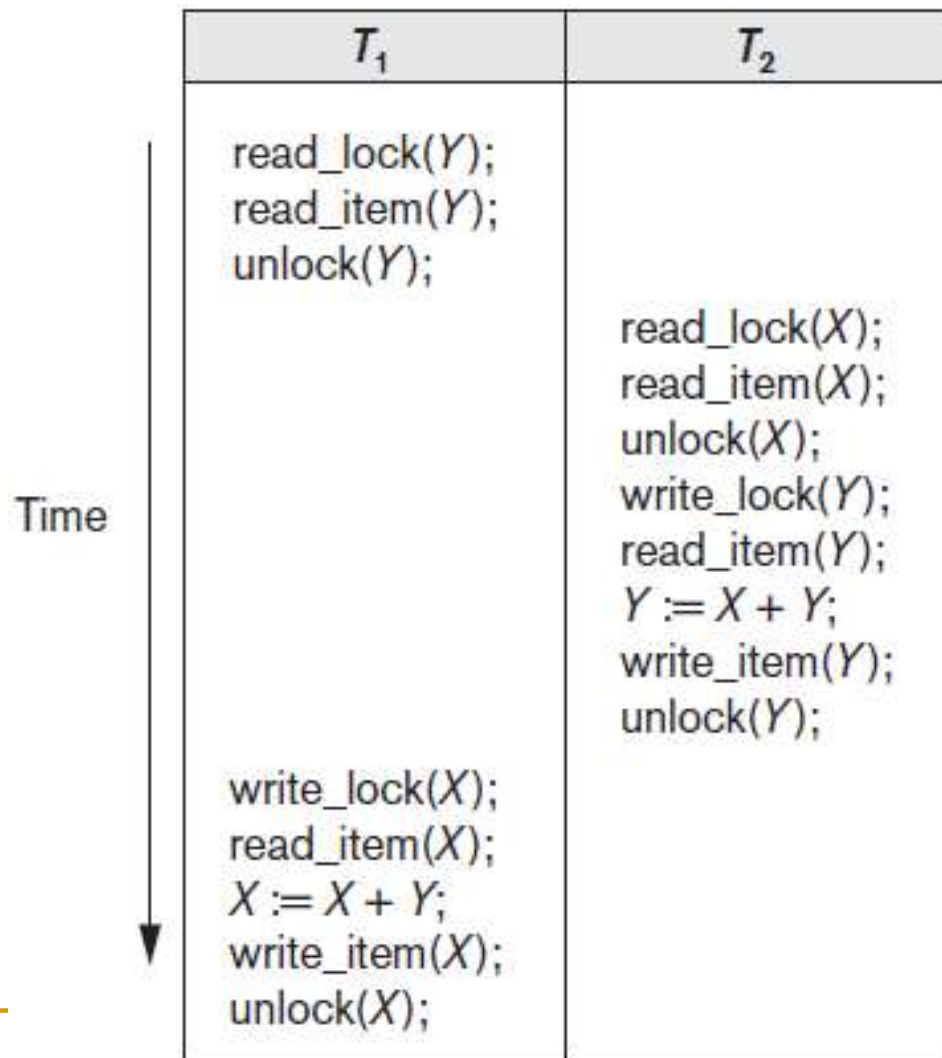 T₁ T₂
read_lock(Y);
read_item(Y);
unlock(Y);
read_lock(X);
read_item(X);
unlock(X);
Time
write_lock(Y);
read_item(Y);
Y := X + Y;
write_item(Y);
unlock(Y);
write_lock(X);
read_item(X);
X := X + Y;
write_item(X);
unlock(X);